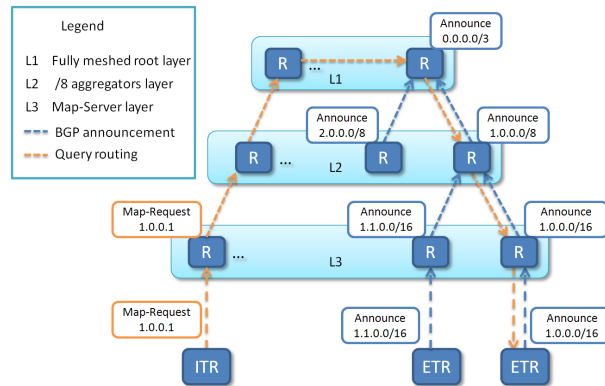 Legend
L1 Fully meshed root layer
L2 /8 aggregators layer
L3 Map-Server layer
BGP announcement
Query routing
Announce
0.0.0.0/3
R
...
R
L1
Announce
2.0.0.0/8
Announce
1.0.0.0/8
R
...
R
R
L2
Map-Request
1.0.0.1
Announce
1.1.0.0/16
Announce
1.0.0.0/16
R
...
R
R
L3
Map-Request
1.0.0.1
Announce
1.1.0.0/16
Announce
1.0.0.0/16
ITR
ETR
ETR